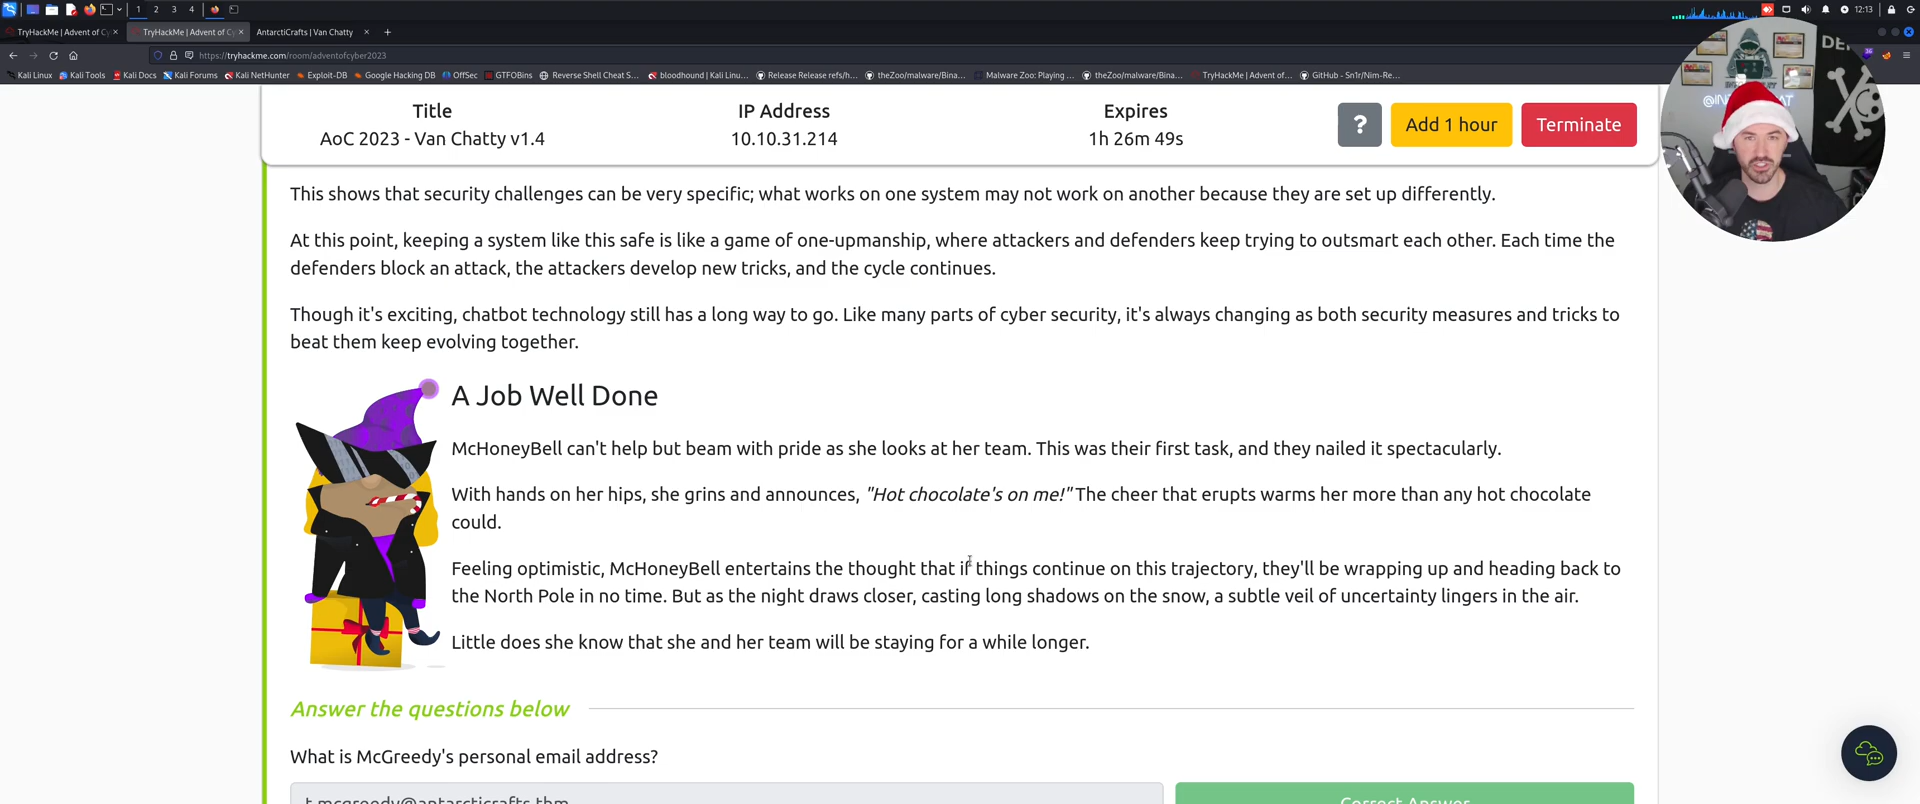 1 2 3 4 12:13
TryHackMe | Advent of Cy × TryHackMe | Advent of Cy × AntarctiCrafts | Van Chatty × +
https://tryhackme.com/room/adventofcyber2023
Kali Linux Kali Tools Kali Docs Kali Forums Kali NetHunter Exploit-DB Google Hacking DB OffSec GTFOBins Reverse Shell Cheat S... bloodhound | Kali Linu... Release Release refs/h... theZoo/malware/Bina... Malware Zoo: Playing ... theZoo/malware/Bina... TryHackMe | Advent of... GitHub - Sn1r/Nim-Re...
Title IP Address Expires
AoC 2023 - Van Chatty v1.4 10.10.31.214 1h 26m 49s
? Add 1 hour Terminate
This shows that security challenges can be very specific; what works on one system may not work on another because they are set up differently.
At this point, keeping a system like this safe is like a game of one-upmanship, where attackers and defenders keep trying to outsmart each other. Each time the
defenders block an attack, the attackers develop new tricks, and the cycle continues.
Though it's exciting, chatbot technology still has a long way to go. Like many parts of cyber security, it's always changing as both security measures and tricks to
beat them keep evolving together.
A Job Well Done
McHoneyBell can't help but beam with pride as she looks at her team. This was their first task, and they nailed it spectacularly.
With hands on her hips, she grins and announces, "Hot chocolate's on me!" The cheer that erupts warms her more than any hot chocolate
could.
Feeling optimistic, McHoneyBell entertains the thought that if things continue on this trajectory, they'll be wrapping up and heading back to
the North Pole in no time. But as the night draws closer, casting long shadows on the snow, a subtle veil of uncertainty lingers in the air.
Little does she know that she and her team will be staying for a while longer.
Answer the questions below
What is McGreedy's personal email address?
t.mcgreedy@antarcticrafts.thm
Correct Answer